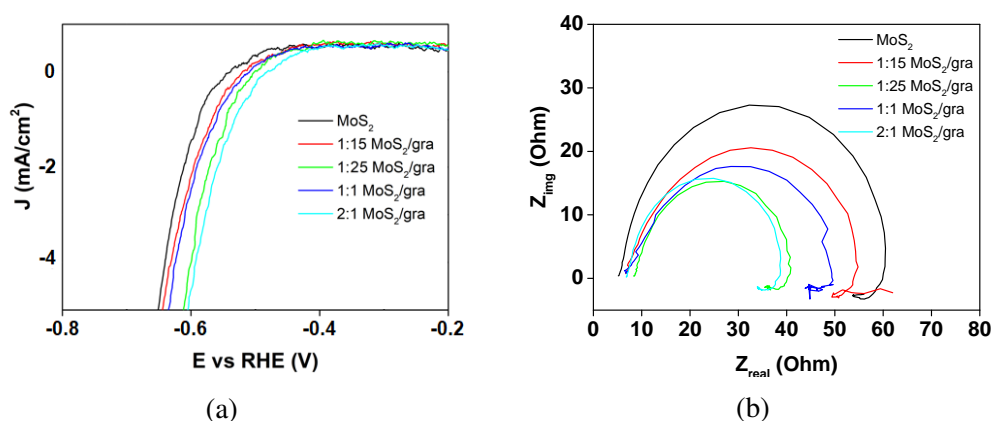 0
-2
-4
J (mA/cm²)
-0.8
-0.6
-0.4
-0.2
E vs RHE (V)
MoS₂
1:15 MoS₂/gra
1:25 MoS₂/gra
1:1 MoS₂/gra
2:1 MoS₂/gra
(a)
40
30
20
10
0
Z_img (Ohm)
0
10
20
30
40
50
60
70
80
Z_real (Ohm)
MoS₂
1:15 MoS₂/gra
1:25 MoS₂/gra
1:1 MoS₂/gra
2:1 MoS₂/gra
(b)